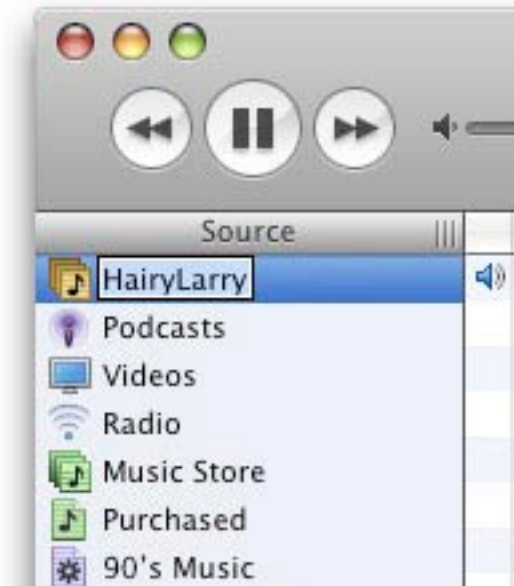 Source
HairyLarry
Podcasts
Videos
Radio
Music Store
Purchased
90's Music